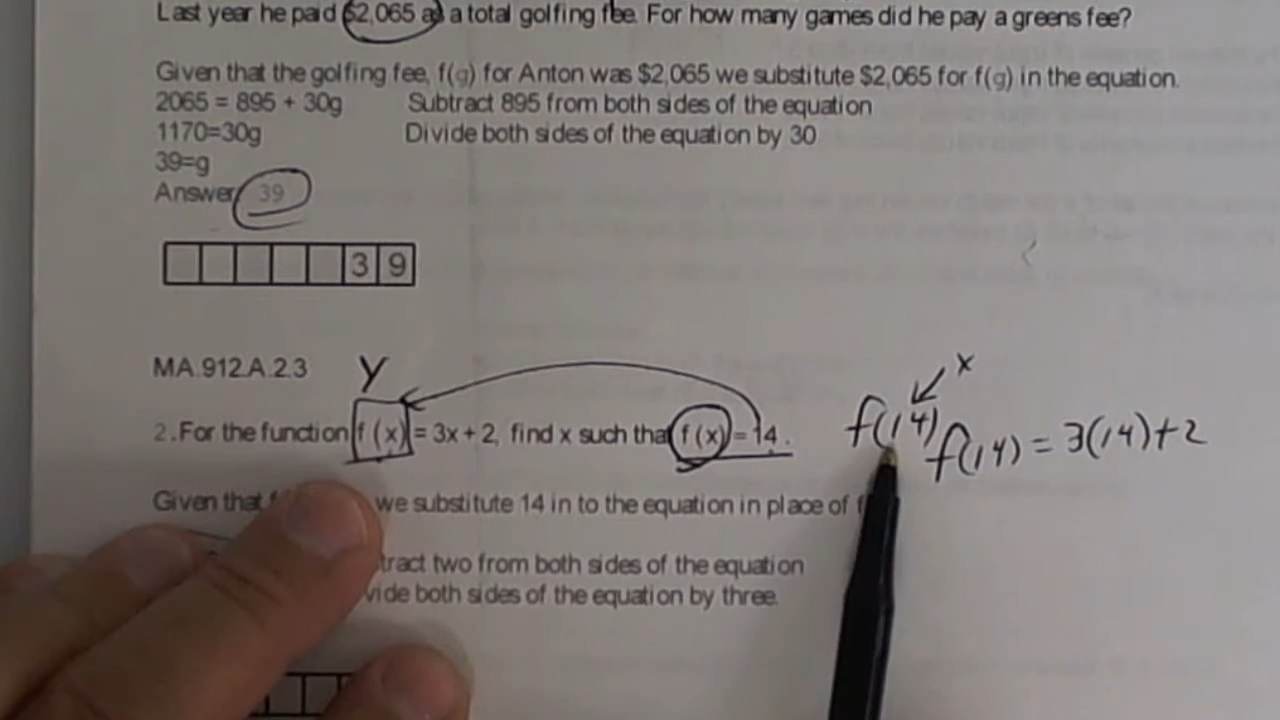 Last year he paid $2,065 as a total golfing fee. For how many games did he pay a greens fee?
Given that the golfing fee, f(g) for Anton was $2,065 we substitute $2,065 for f(g) in the equation.
2065 = 895 + 30g Subtract 895 from both sides of the equation
1170=30g Divide both sides of the equation by 30
39=g
Answer 39
3 9
MA.912.A.2.3 Y x
2.For the function f (x) = 3x + 2, find x such that f (x) = 14 . f(14) f(14) = 3(14)+2
Given that we substitute 14 in to the equation in place of f
tract two from both sides of the equation
vide both sides of the equation by three.